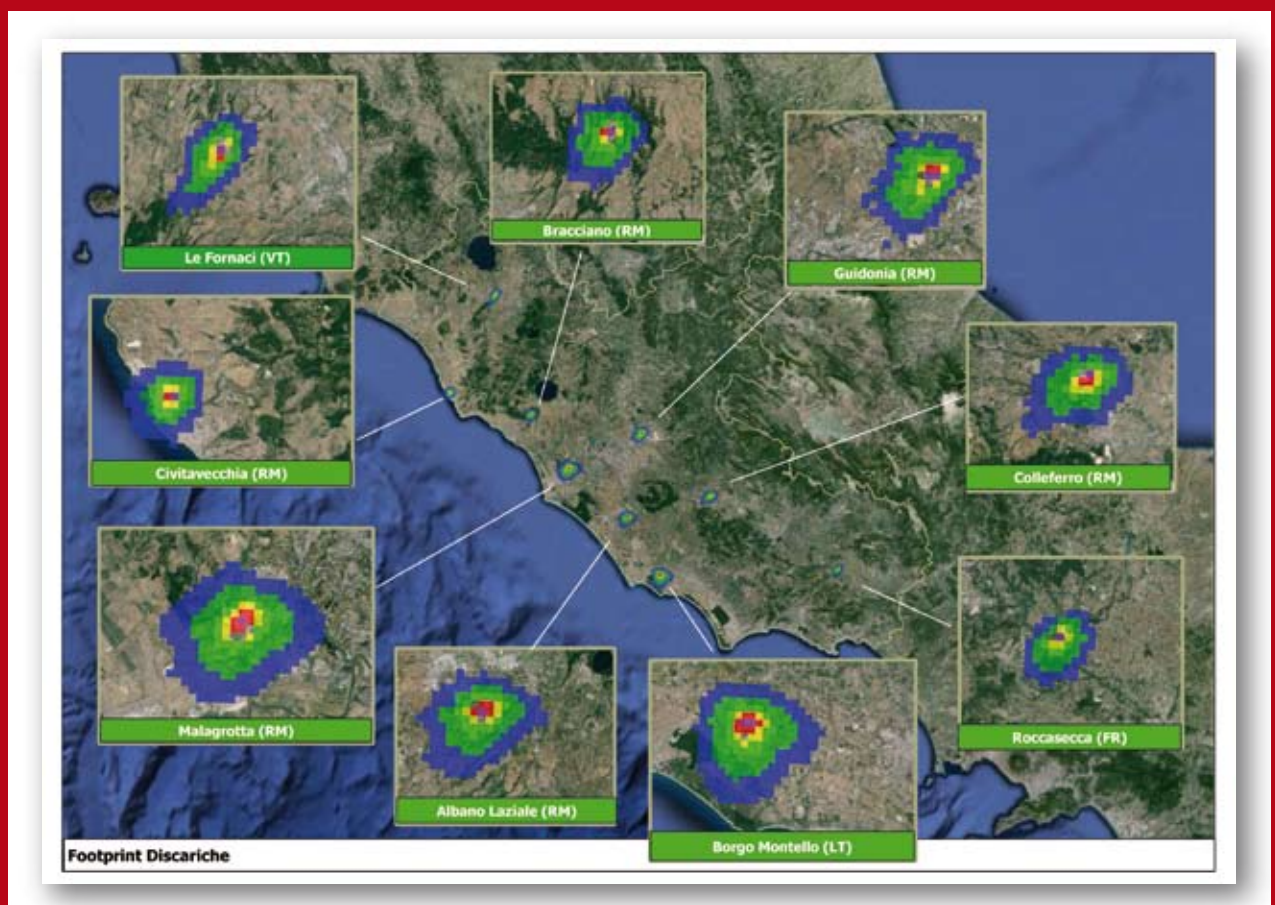 Le Fornaci (VT)
Bracciano (RM)
Guidonia (RM)
Civitavecchia (RM)
Colleferro (RM)
Malagrotta (RM)
Albano Laziale (RM)
Borgo Montello (LT)
Roccasecca (FR)
Footprint Discariche